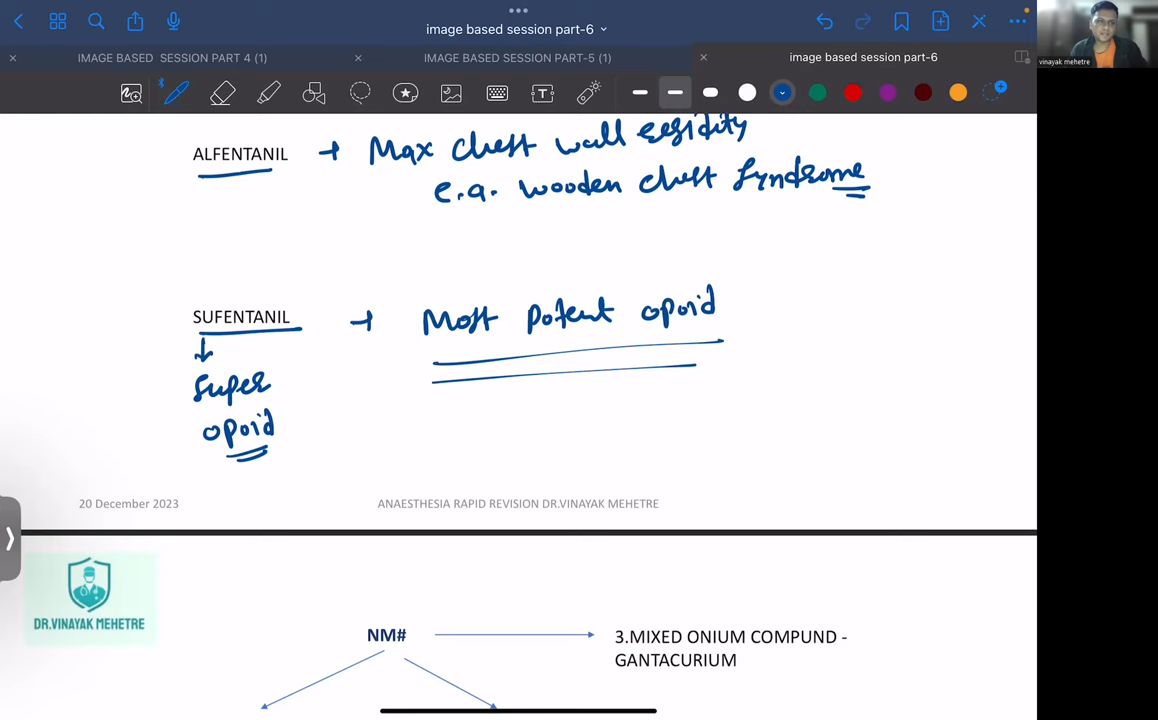 image based session part-6
IMAGE BASED SESSION PART 4 (1)
IMAGE BASED SESSION PART-5 (1)
image based session part-6
vinayak mehetre
ALFENTANIL → Max chest wall rigidity
e.g. wooden chest syndrome
SUFENTANIL → Most potent opoid
super
opoid
20 December 2023
ANAESTHESIA RAPID REVISION DR.VINAYAK MEHETRE
DR.VINAYAK MEHETRE
NM#
3.MIXED ONIUM COMPUND -
GANTACURIUM